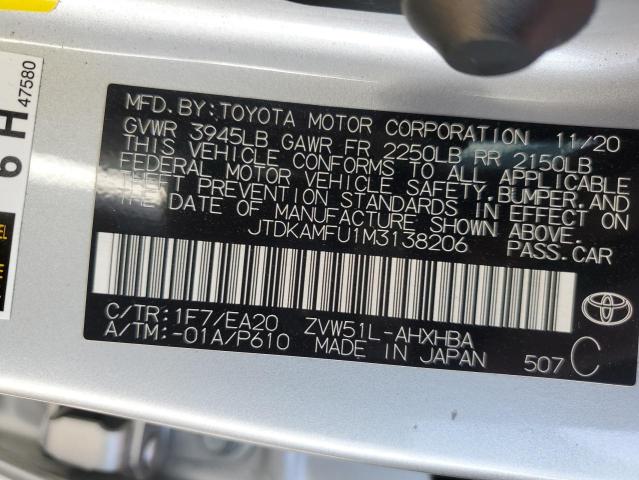 47580
6 H
MFD. BY: TOYOTA MOTOR CORPORATION 11/20
GVWR 3945LB GAWR FR 2250LB RR 2150LB
THIS VEHICLE CONFORMS TO ALL APPLICABLE
FEDERAL MOTOR VEHICLE SAFETY, BUMPER, AND
THEFT PREVENTION STANDARDS IN EFFECT ON
THE DATE OF MANUFACTURE SHOWN ABOVE.
JTDKAMFU1M3138206 PASS.CAR
C/TR:1F7/EA20 ZVW51L-AHXHBA
A/TM:-01A/P610 MADE IN JAPAN 507 C
TOYOTA